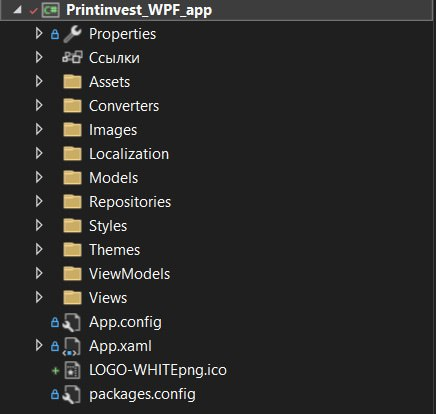 Printinvest_WPF_app
Properties
Ссылки
Assets
Converters
Images
Localization
Models
Repositories
Styles
Themes
ViewModels
Views
App.config
App.xaml
LOGO-WHITEpng.ico
packages.config